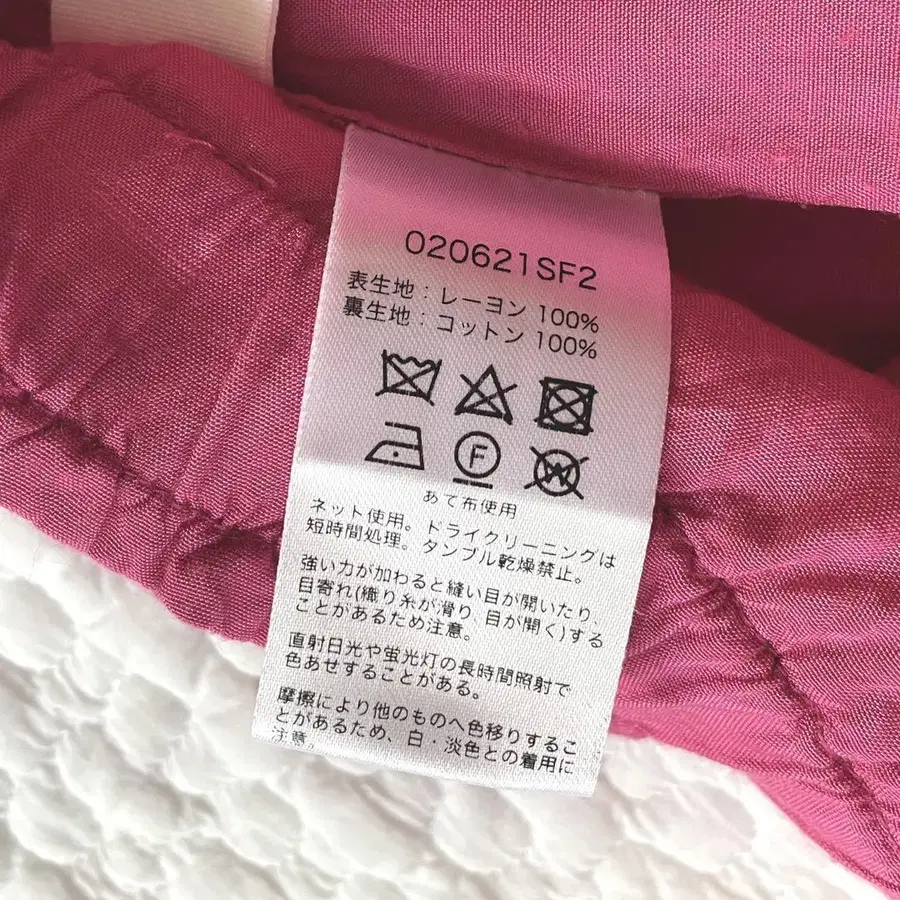 020621SF2
表生地：レーヨン 100%
裏生地：コットン 100%
F
W
あて布使用
ネット使用。ドライクリーニングは
短時間処理。タンブル乾燥禁止。
強い力が加わると縫い目が開いたり、
目寄れ(織り糸が滑り、目が開く)する
ことがあるため注意。
直射日光や蛍光灯の長時間照射で
色あせすることがある。
摩擦により他のものへ色移りするこ
とがあるため、白・淡色との着用に
注意。